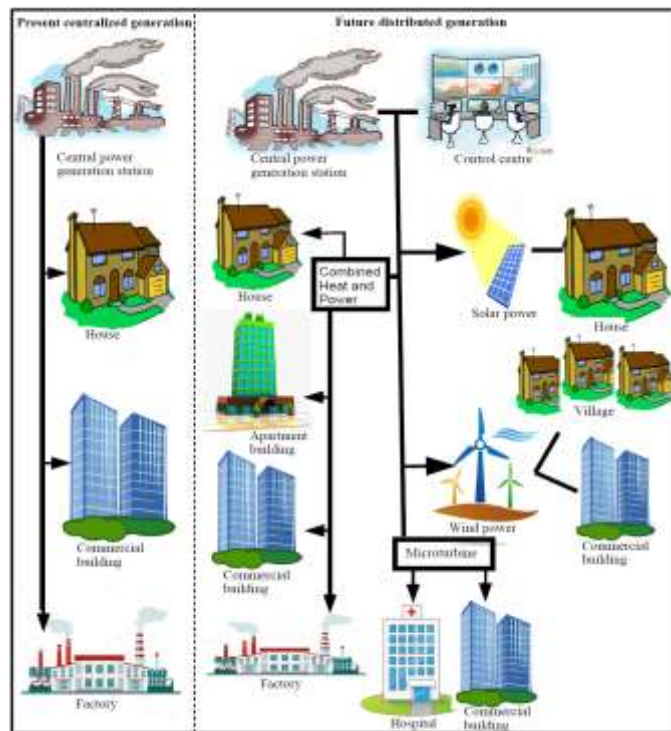 Present centralized generation
Future distributed generation
Central power
generation station
House
Commercial
building
Factory
Central power
generation station
Control centre
House
Combined
Heat and
Power
Solar power
House
Apartment
building
Village
Commercial
building
Wind power
Commercial
building
Microturbine
Factory
Hospital
Commercial
building